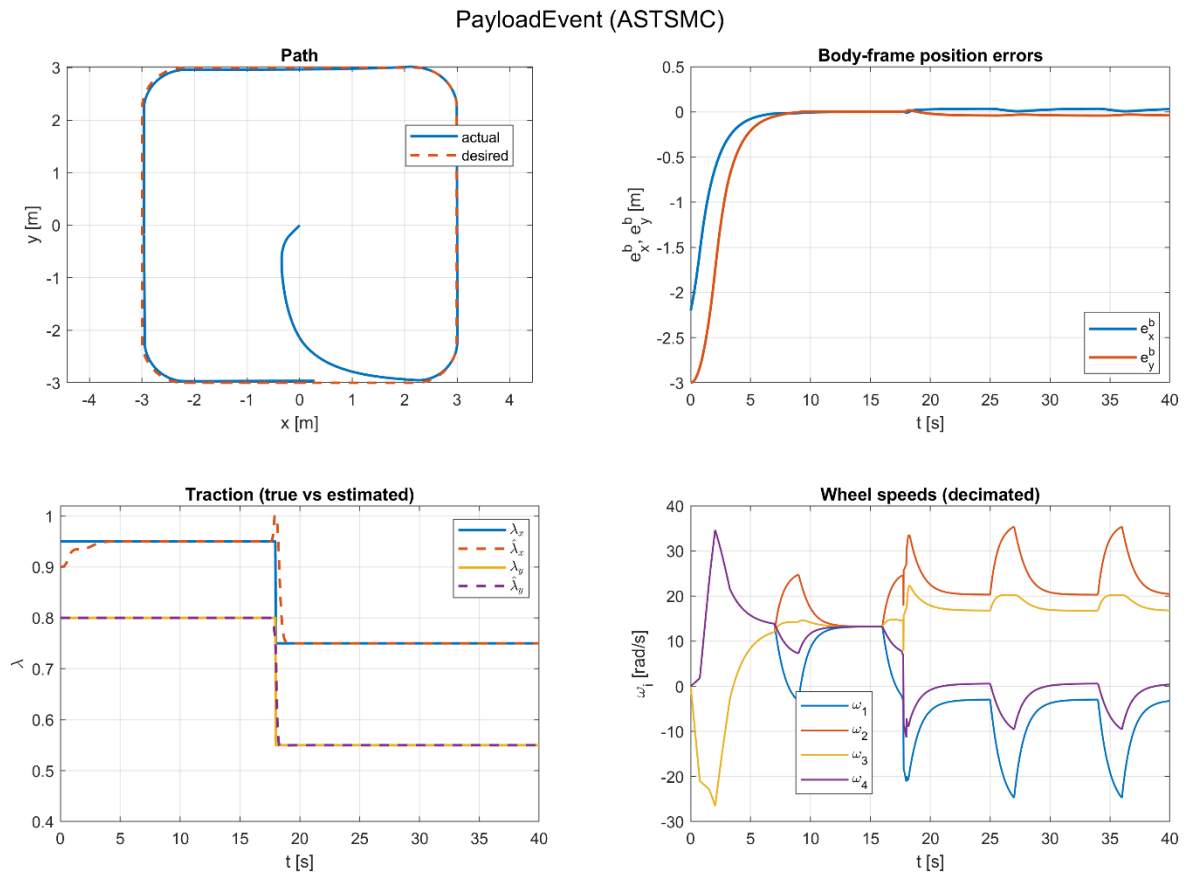 PayloadEvent (ASTSMC)
Path
3
2
1
0
-1
-2
-3
-4
-3
-2
-1
0
1
2
3
4
y [m]
x [m]
actual
desired
Body-frame position errors
0.5
0
-0.5
-1
-1.5
-2
-2.5
-3
0
5
10
15
20
25
30
35
40
e_x^b, e_y^b [m]
t [s]
e_x^b
e_y^b
Traction (true vs estimated)
1
0.9
0.8
0.7
0.6
0.5
0.4
0
5
10
15
20
25
30
35
40
λ
t [s]
λ_x
λ̂_x
λ_y
λ̂_y
Wheel speeds (decimated)
40
30
20
10
0
-10
-20
-30
0
5
10
15
20
25
30
35
40
ω_i [rad/s]
t [s]
ω_1
ω_2
ω_3
ω_4